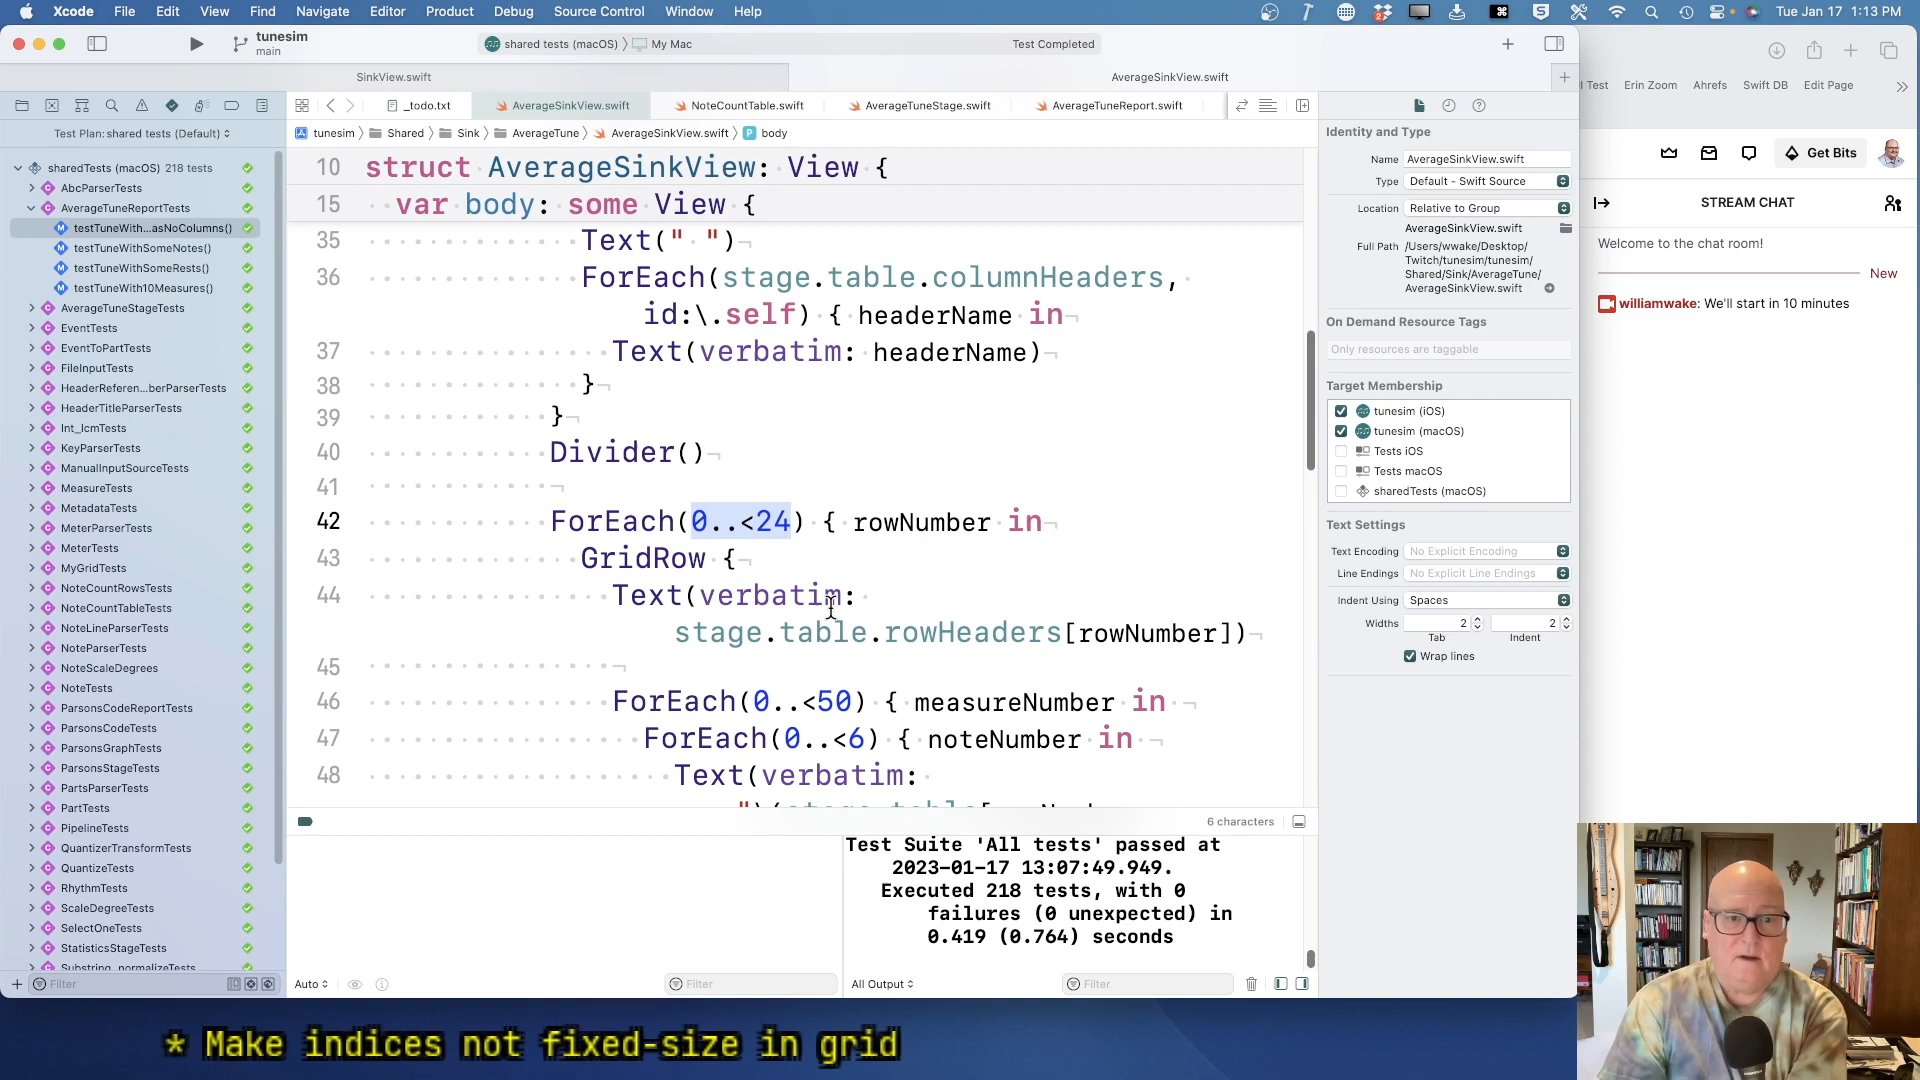 Xcode File Edit View Find Navigate Editor Product Debug Source Control Window Help Tue Jan 17 1:13 PM
tunesim
main
shared tests (macOS) 〉 My Mac Test Completed
SinkView.swift AverageSinkView.swift
_todo.txt AverageSinkView.swift NoteCountTable.swift AverageTuneStage.swift AverageTuneReport.swift
tunesim 〉 Shared 〉 Sink 〉 AverageTune 〉 AverageSinkView.swift 〉 P body
Test Plan:shared tests (Default)
sharedTests (macOS) 218 tests
AbcParserTests
AverageTuneReportTests
testTuneWith...asNoColumns()
testTuneWithSomeNotes()
testTuneWithSomeRests()
testTuneWith10Measures()
AverageTuneStageTests
EventTests
EventToPartTests
FileInputTests
HeaderReferen...berParserTests
HeaderTitleParserTests
Int_lcmTests
KeyParserTests
ManualInputSourceTests
MeasureTests
MetadataTests
MeterParserTests
MeterTests
MyGridTests
NoteCountRowsTests
NoteCountTableTests
NoteLineParserTests
NoteParserTests
NoteScaleDegrees
NoteTests
ParsonsCodeReportTests
ParsonsCodeTests
ParsonsGraphTests
ParsonsStageTests
PartsParserTests
PartTests
PipelineTests
QuantizerTransformTests
QuantizeTests
RhythmTests
ScaleDegreeTests
SelectOneTests
StatisticsStageTests
Substring_normalizeTests
Filter
10 struct AverageSinkView: View {
15 var body: some View {
35 Text(" ")
36 ForEach(stage.table.columnHeaders,
id:\.self) { headerName in
37 Text(verbatim: headerName)
38 }
39 }
40 Divider()
41
42 ForEach(0..<24) { rowNumber in
43 GridRow {
44 Text(verbatim:
stage.table.rowHeaders[rowNumber])
45
46 ForEach(0..<50) { measureNumber in
47 ForEach(0..<6) { noteNumber in
48 Text(verbatim:
6 characters
Test Suite 'All tests' passed at
2023-01-17 13:07:49.949.
Executed 218 tests, with 0
failures (0 unexpected) in
0.419 (0.764) seconds
Auto Filter All Output Filter
Identity and Type
Name AverageSinkView.swift
Type Default - Swift Source
Location Relative to Group
AverageSinkView.swift
Full Path /Users/wwake/Desktop/
Twitch/tunesim/tunesim/
Shared/Sink/AverageTune/
AverageSinkView.swift
On Demand Resource Tags
Only resources are taggable
Target Membership
tunesim (iOS)
tunesim (macOS)
Tests iOS
Tests macOS
sharedTests (macOS)
Text Settings
Text Encoding No Explicit Encoding
Line Endings No Explicit Line Endings
Indent Using Spaces
Widths 2 2
Tab Indent
Wrap lines
l Test Erin Zoom Ahrefs Swift DB Edit Page
Get Bits
STREAM CHAT
Welcome to the chat room!
New
williamwake: We'll start in 10 minutes
* Make indices not fixed-size in grid